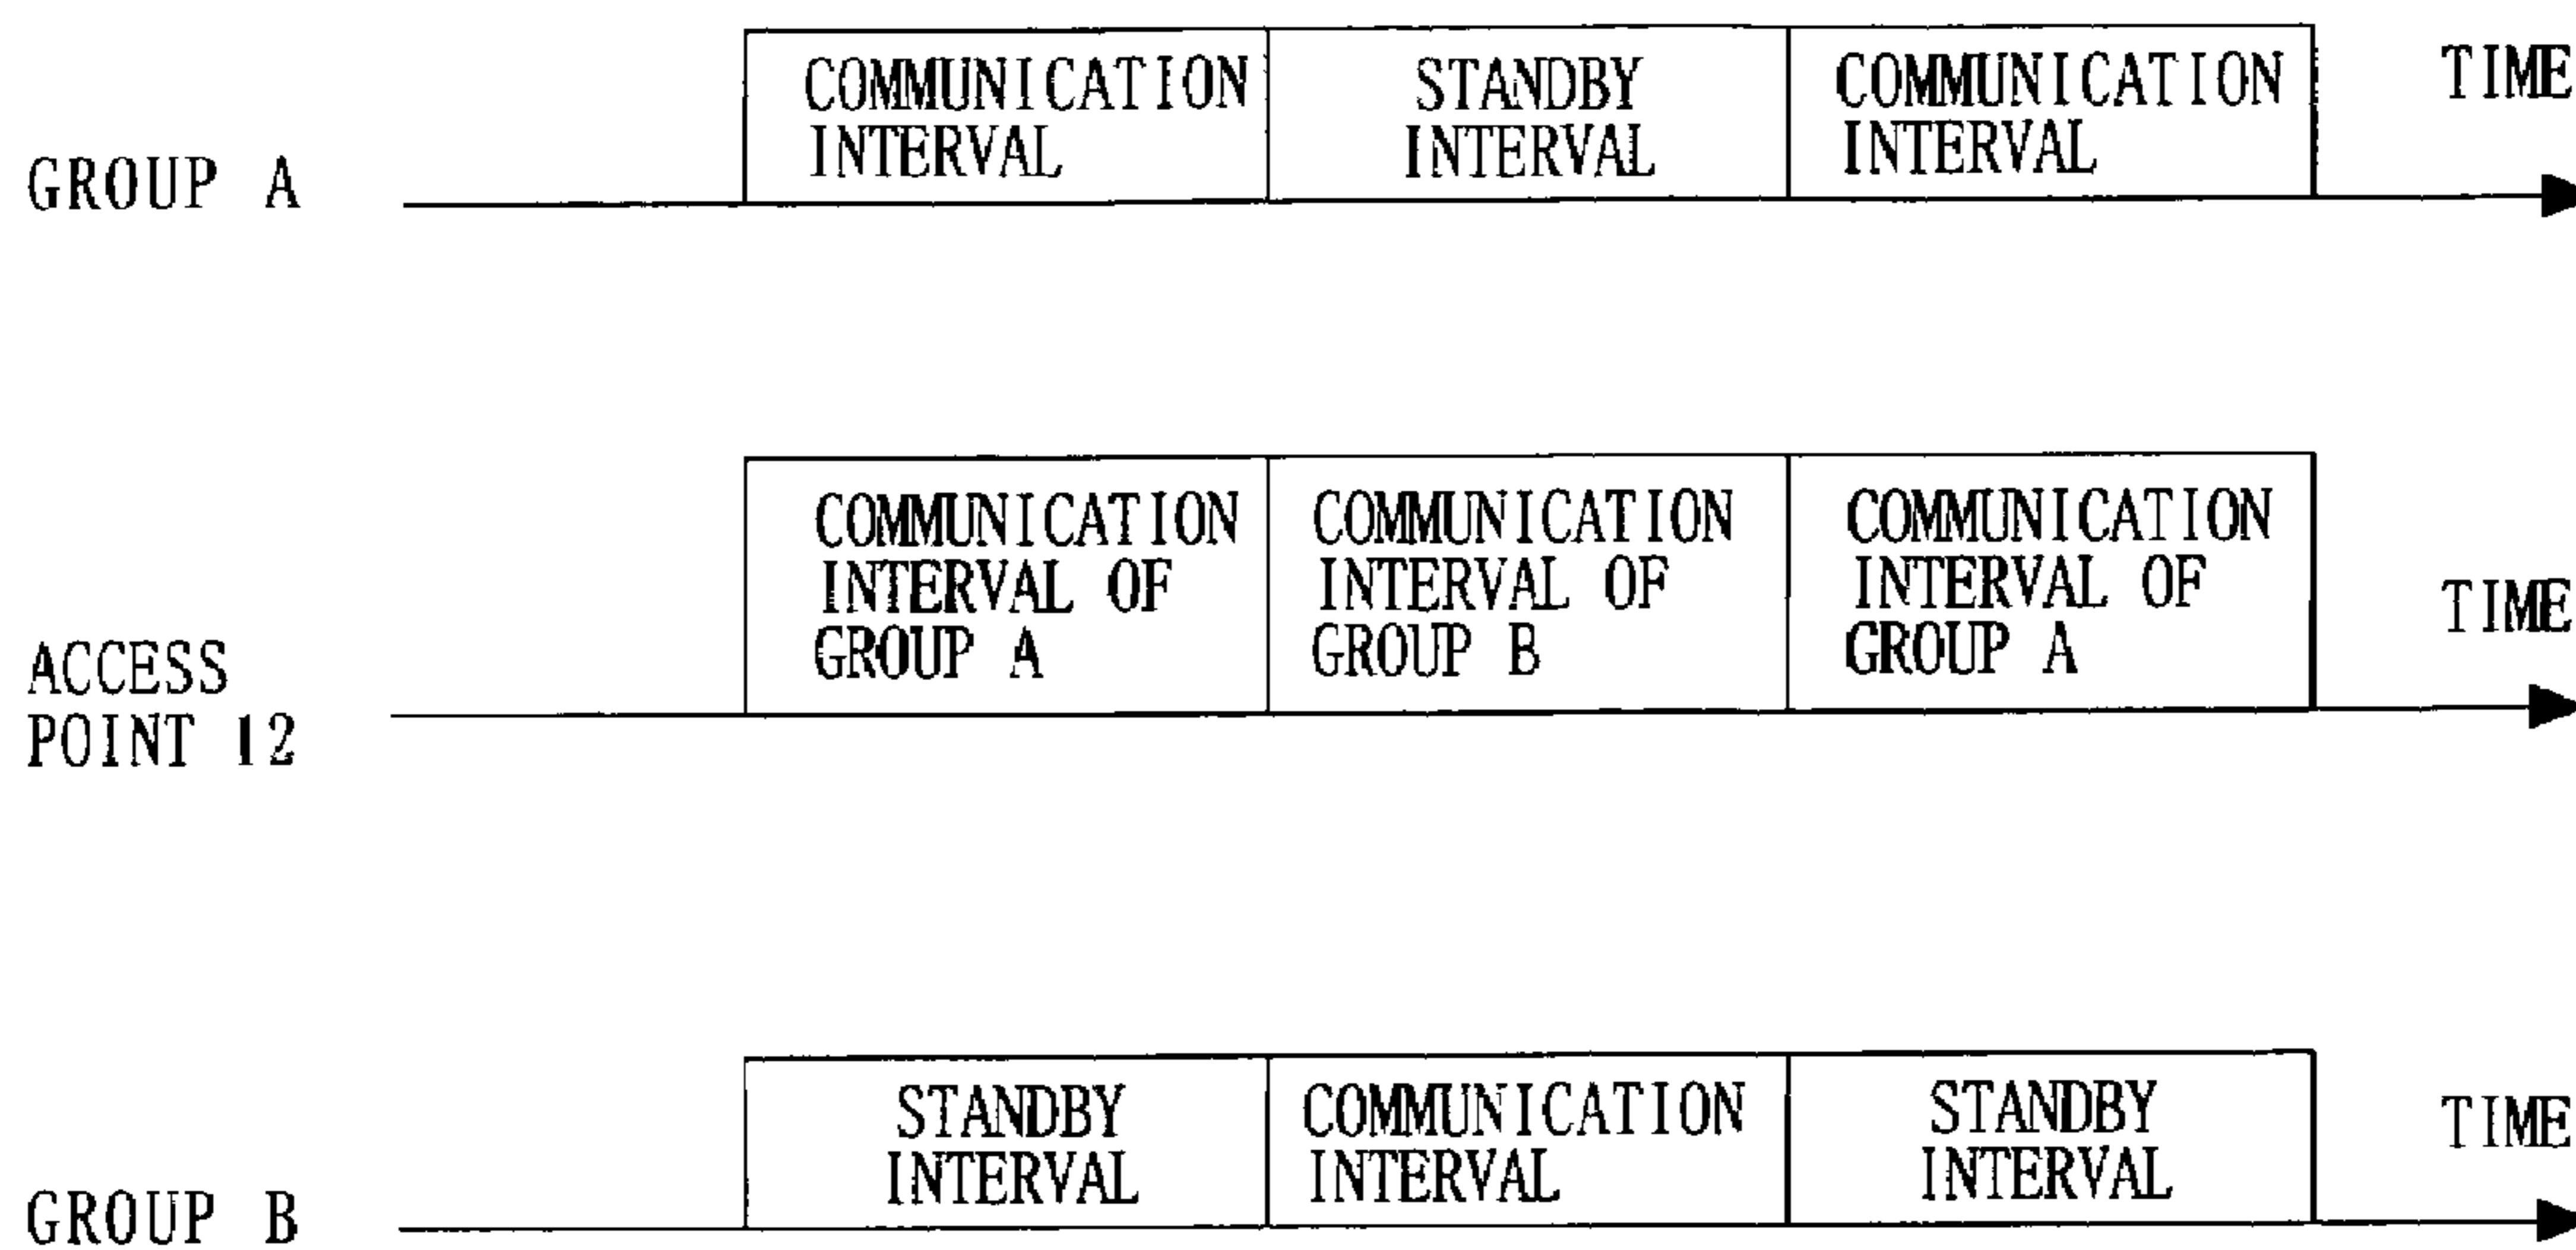 COMMUNICATION
INTERVAL
STANDBY
INTERVAL
COMMUNICATION
INTERVAL
TIME
GROUP A
COMMUNICATION
INTERVAL OF
GROUP A
COMMUNICATION
INTERVAL OF
GROUP B
COMMUNICATION
INTERVAL OF
GROUP A
TIME
ACCESS
POINT 12
STANDBY
INTERVAL
COMMUNICATION
INTERVAL
STANDBY
INTERVAL
TIME
GROUP B